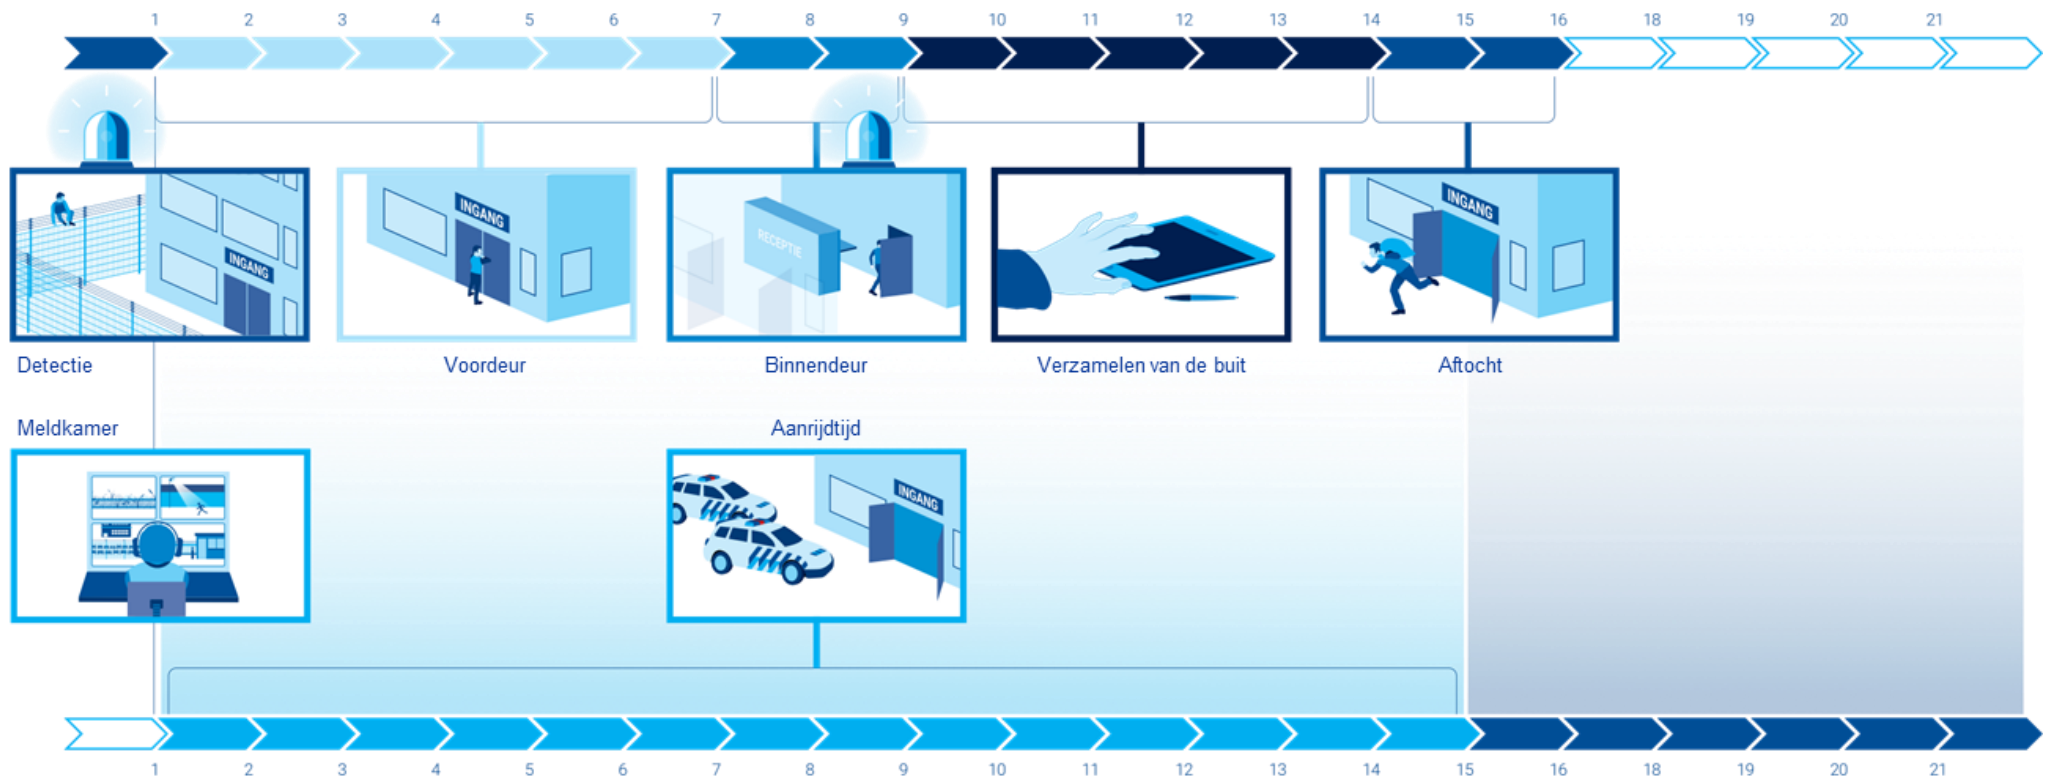 1 2 3 4 5 6 7 8 9 10 11 12 13 14 15 16 18 19 20 21
INGANG
INGANG
RECEPTIE
INGANG
Detectie
Voordeur
Binnendeur
Verzamelen van de buit
Aftocht
Meldkamer
Aanrijdtijd
INGANG
1 2 3 4 5 6 7 8 9 10 11 12 13 14 15 16 18 19 20 21